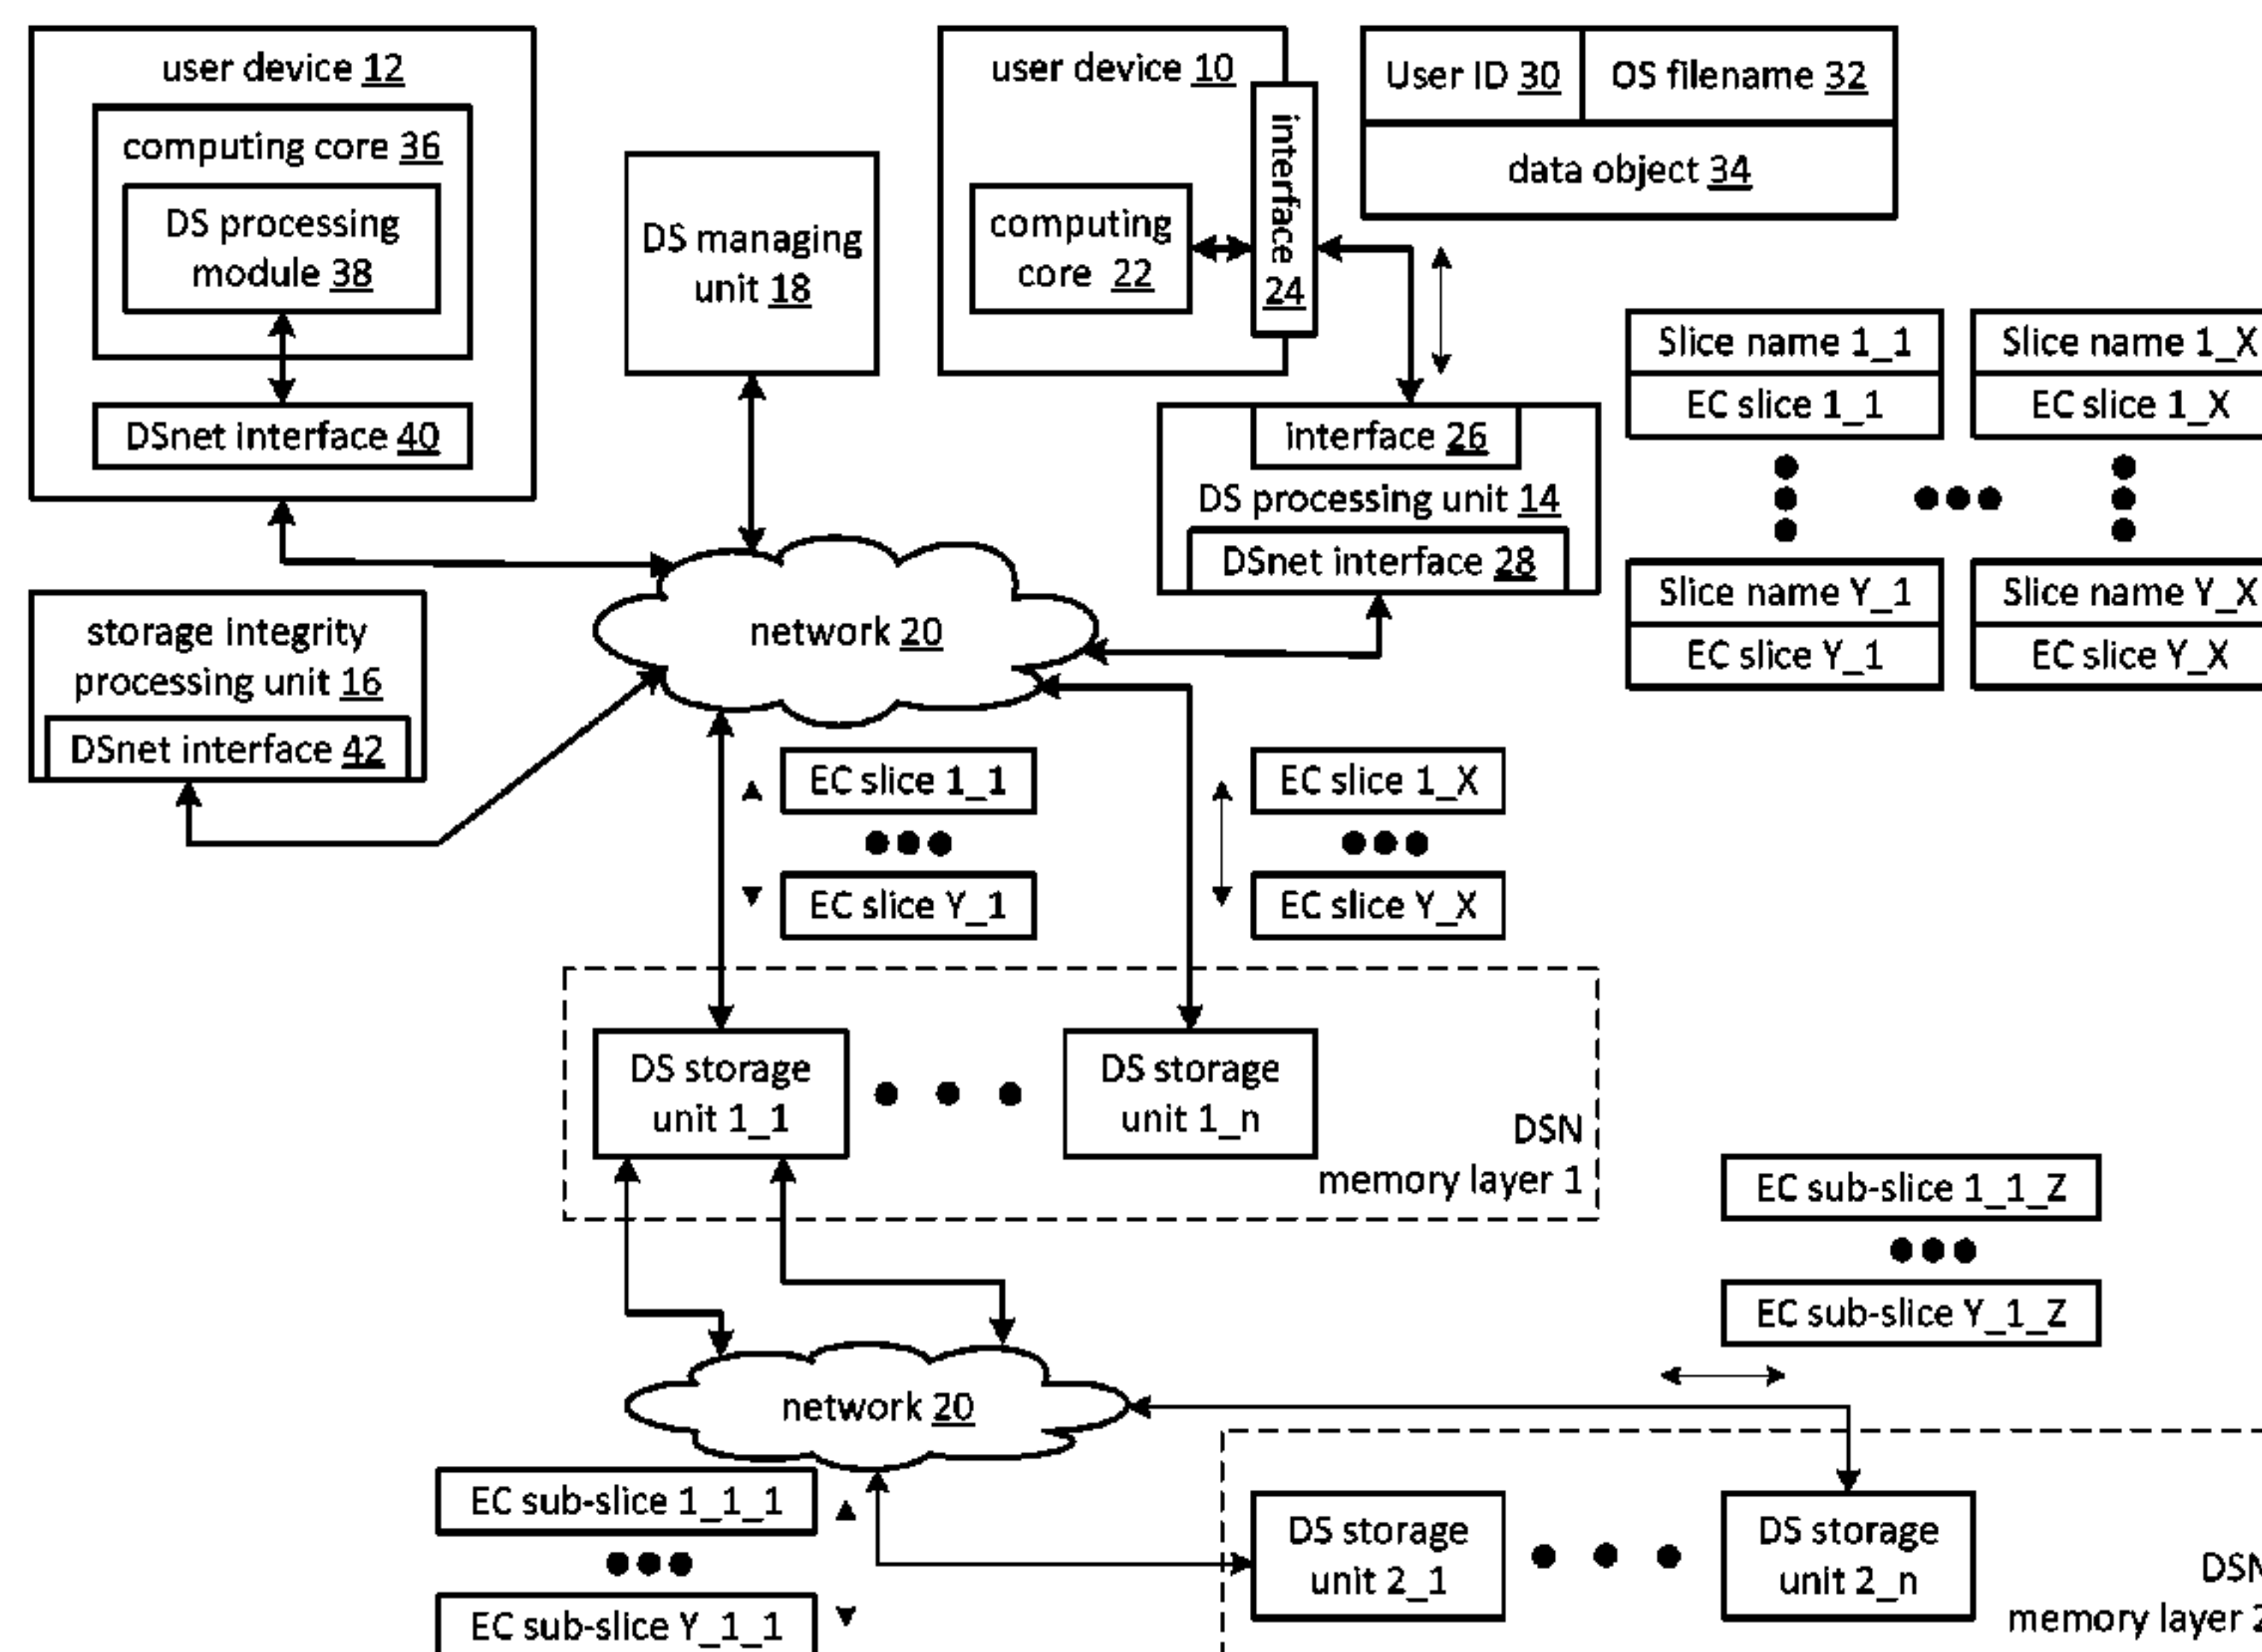 user device 12
computing core 36
DS processing
module 38
DSnet interface 40
DS managing
unit 18
user device 10
computing
core 22
interface 24
User ID 30
OS filename 32
data object 34
interface 26
DS processing unit 14
DSnet interface 28
Slice name 1_1
EC slice 1_1
Slice name 1_X
EC slice 1_X
Slice name Y_1
EC slice Y_1
Slice name Y_X
EC slice Y_X
storage integrity
processing unit 16
DSnet interface 42
network 20
EC slice 1_1
EC slice Y_1
EC slice 1_X
EC slice Y_X
DS storage
unit 1_1
DS storage
unit 1_n
DSN
memory layer 1
EC sub-slice 1_1_Z
EC sub-slice Y_1_Z
network 20
EC sub-slice 1_1_1
EC sub-slice Y_1_1
DS storage
unit 2_1
DS storage
unit 2_n
DSN
memory layer 2